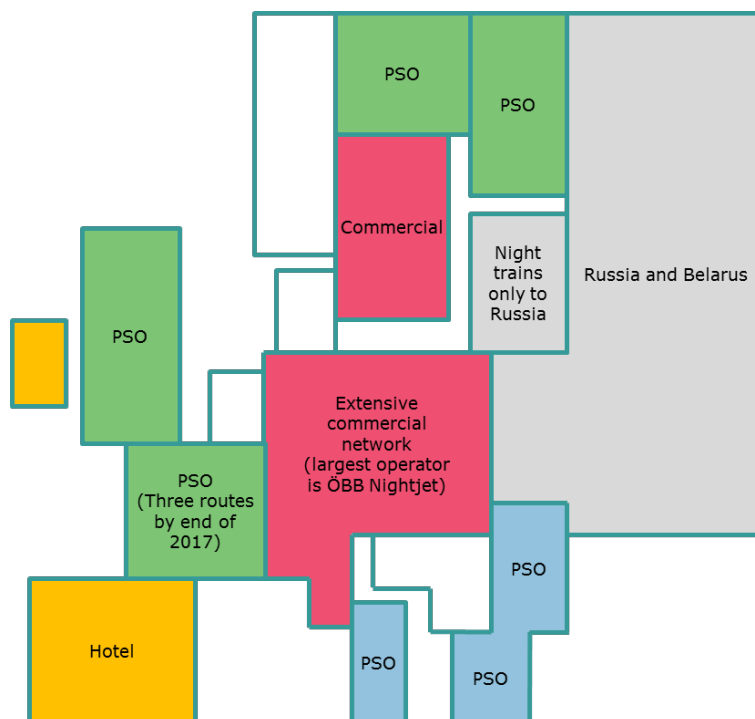 PSO
PSO
Commercial
Night
trains
only to
Russia
Russia and Belarus
PSO
Extensive
commercial
network
(largest operator
is ÖBB Nightjet)
PSO
(Three routes
by end of
2017)
PSO
Hotel
PSO
PSO